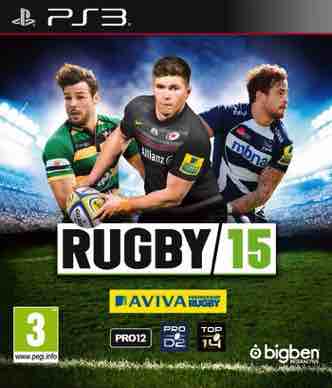 PS3
Allianz
mbna
RUGBY/15
AVIVA PREMIERSHIP RUGBY
3
www.pegi.info
PRO12
PRO D2
TOP 14
bigben
INTERACTIVE